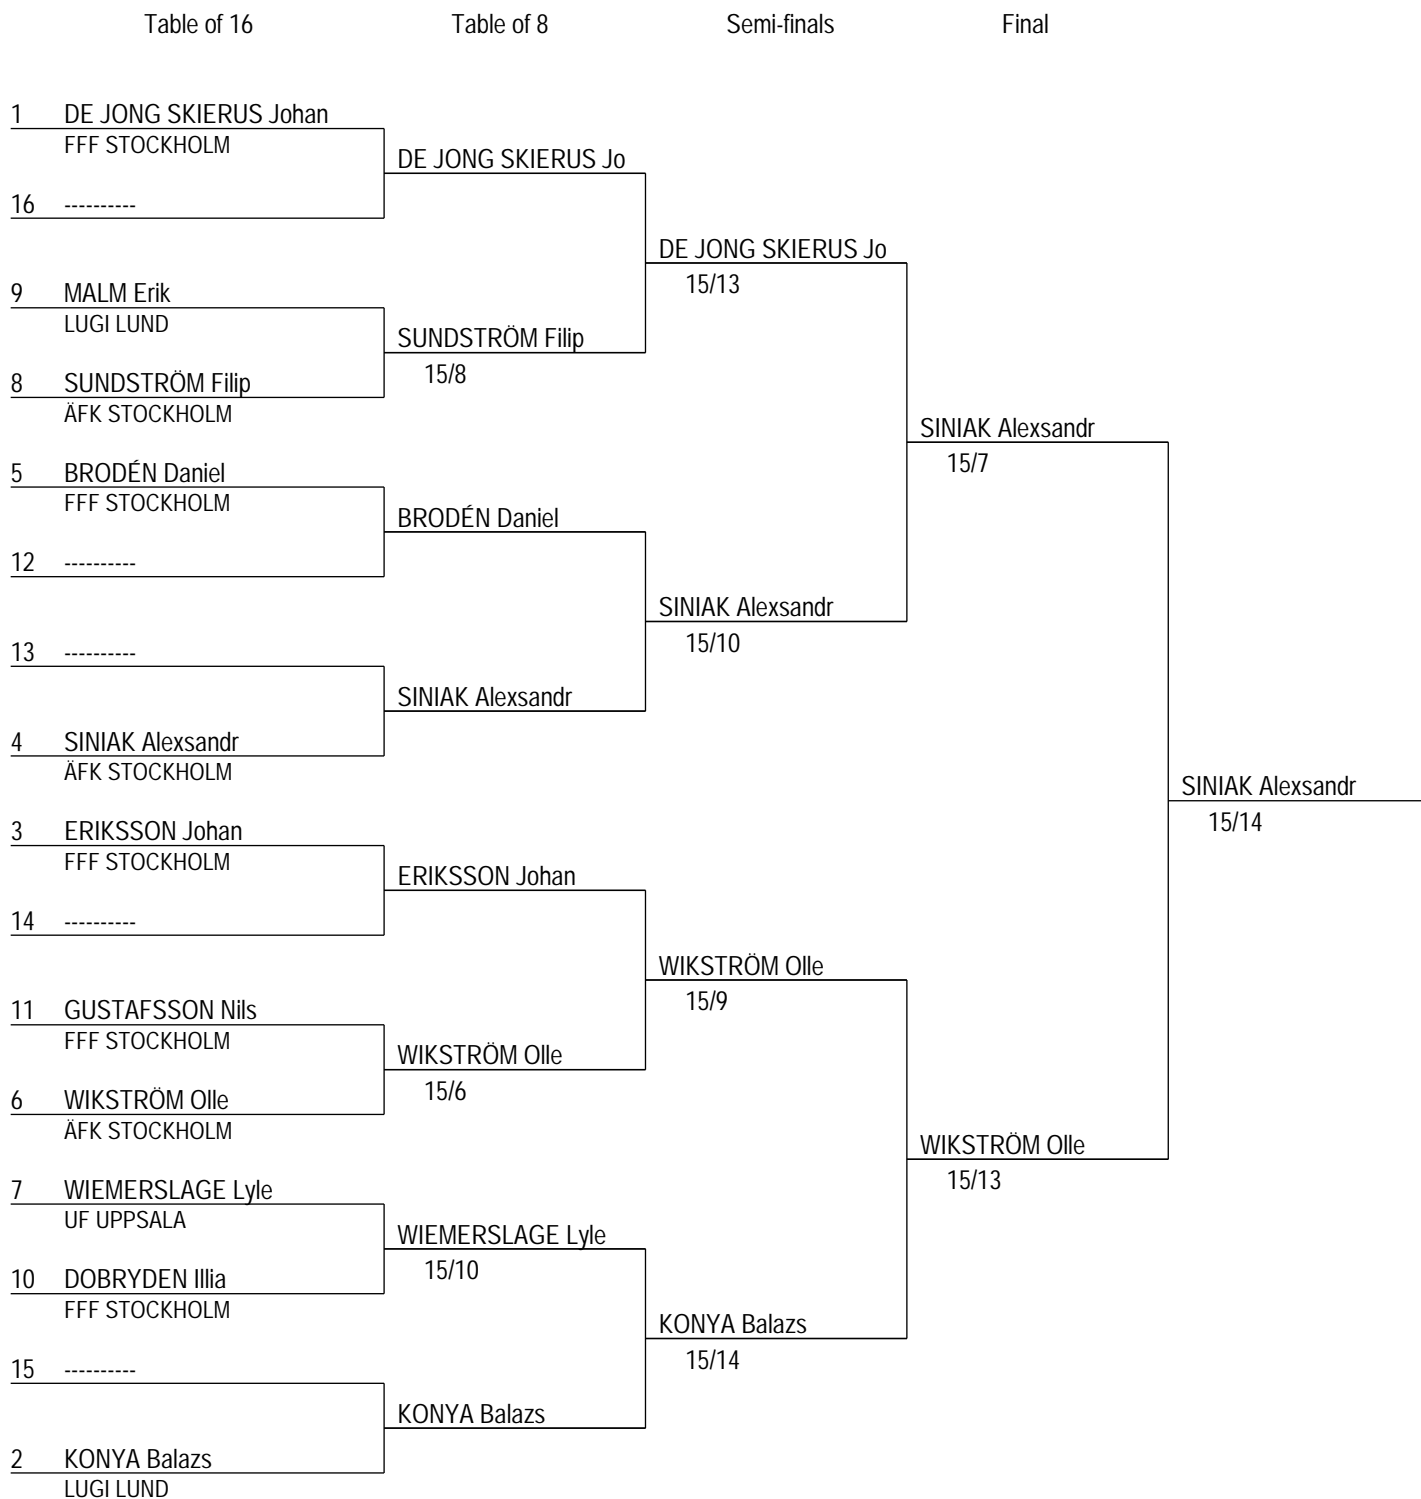 Table of 16 Table of 8 Semi-finals Final
1 DE JONG SKIERUS Johan
FFF STOCKHOLM
DE JONG SKIERUS Jo
16 ----------
DE JONG SKIERUS Jo
15/13
9 MALM Erik
LUGI LUND
SUNDSTRÖM Filip
15/8
8 SUNDSTRÖM Filip
ÄFK STOCKHOLM
SINIAK Alexsandr
15/7
5 BRODÉN Daniel
FFF STOCKHOLM
BRODÉN Daniel
12 ----------
SINIAK Alexsandr
15/10
13 ----------
SINIAK Alexsandr
4 SINIAK Alexsandr
ÄFK STOCKHOLM
SINIAK Alexsandr
15/14
3 ERIKSSON Johan
FFF STOCKHOLM
ERIKSSON Johan
14 ----------
WIKSTRÖM Olle
15/9
11 GUSTAFSSON Nils
FFF STOCKHOLM
WIKSTRÖM Olle
15/6
6 WIKSTRÖM Olle
ÄFK STOCKHOLM
WIKSTRÖM Olle
15/13
7 WIEMERSLAGE Lyle
UF UPPSALA
WIEMERSLAGE Lyle
15/10
10 DOBRYDEN Illia
FFF STOCKHOLM
KONYA Balazs
15/14
15 ----------
KONYA Balazs
2 KONYA Balazs
LUGI LUND